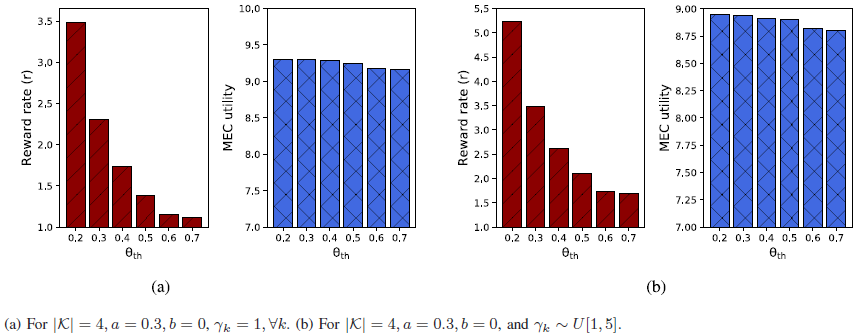 3.5
3.0
2.5
2.0
1.5
1.0
Reward rate (r)
0.2 0.3 0.4 0.5 0.6 0.7
θth
10.0
9.5
9.0
8.5
8.0
7.5
7.0
MEC utility
0.2 0.3 0.4 0.5 0.6 0.7
θth
(a)
5.5
5.0
4.5
4.0
3.5
3.0
2.5
2.0
1.5
1.0
Reward rate (r)
0.2 0.3 0.4 0.5 0.6 0.7
θth
9.00
8.75
8.50
8.25
8.00
7.75
7.50
7.25
7.00
MEC utility
0.2 0.3 0.4 0.5 0.6 0.7
θth
(b)
(a) For |𝒦| = 4, a = 0.3, b = 0, γk = 1, ∀k. (b) For |𝒦| = 4, a = 0.3, b = 0, and γk ∼ U[1, 5].